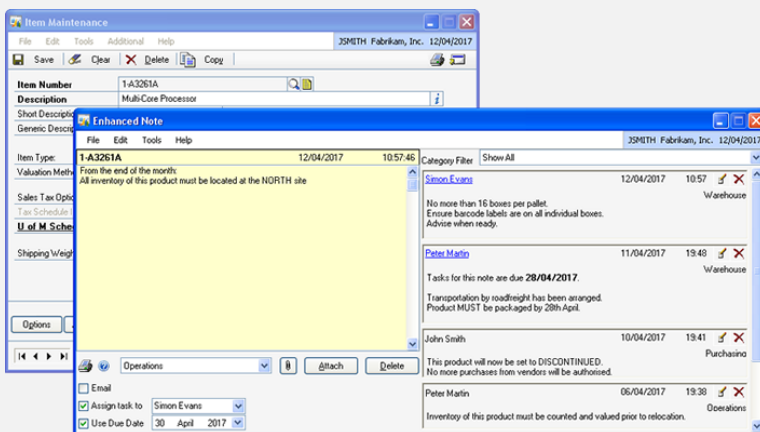 Item Maintenance
File Edit Tools Additional Help JSMITH Fabrikam, Inc. 12/04/2017
Save Clear Delete Copy
Item Number 1-A3261A
Description Multi-Core Processor
Short Descriptio
Generic Descrip
Item Type:
Valuation Metho
Sales Tax Optio
Tax Schedule I
U of M Sche
Shipping Weigh
Options
Enhanced Note
File Edit Tools Help JSMITH Fabrikam, Inc. 12/04/2017
1-A3261A 12/04/2017 10:57:46
From the end of the month:
All inventory of this product must be located at the NORTH site
Operations Attach Delete
Email
Assign task to Simon Evans
Use Due Date 30 April 2017
Category Filter Show All
Simon Evans 12/04/2017 10:57
Warehouse
No more than 16 boxes per pallet.
Ensure barcode labels are on all individual boxes.
Advise when ready.
Peter Martin 11/04/2017 19:48
Warehouse
Tasks for this note are due 28/04/2017.
Transportation by roadfreight has been arranged.
Product MUST be packaged by 28th April.
John Smith 10/04/2017 19:41
Purchasing
This product will now be set to DISCONTINUED.
No more purchases from vendors will be authorised.
Peter Martin 06/04/2017 19:38
Operations
Inventory of this product must be counted and valued prior to relocation.